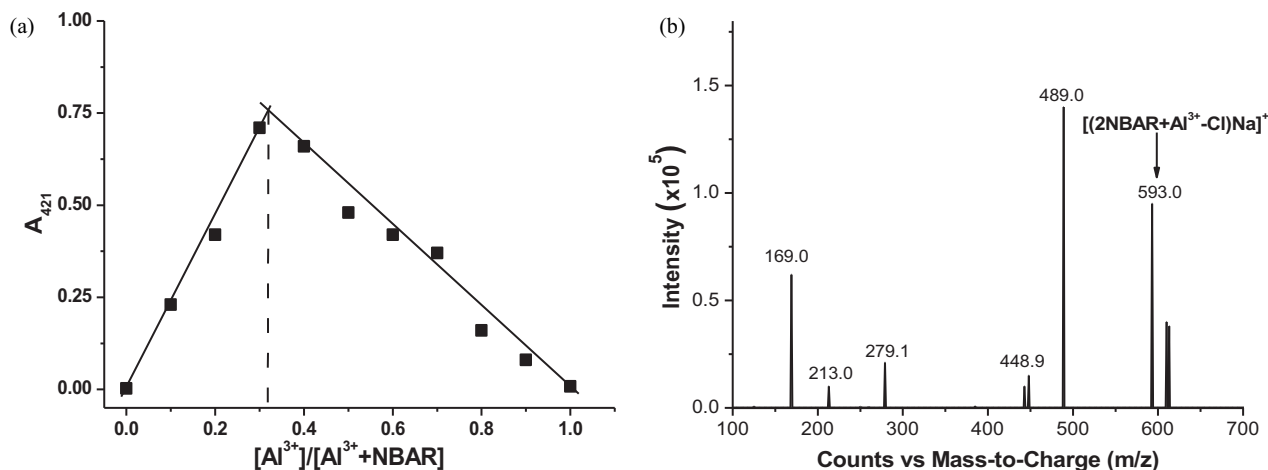 (a)
1.00
0.75
0.50
0.25
0.00
A₄₂₁
0.0 0.2 0.4 0.6 0.8 1.0
[Al³⁺]/[Al³⁺+NBAR]
(b)
1.5
1.0
0.5
0.0
Intensity (x10⁵)
489.0
[(2NBAR+Al³⁺-Cl)Na]⁺
593.0
169.0
213.0
279.1
448.9
100 200 300 400 500 600 700
Counts vs Mass-to-Charge (m/z)